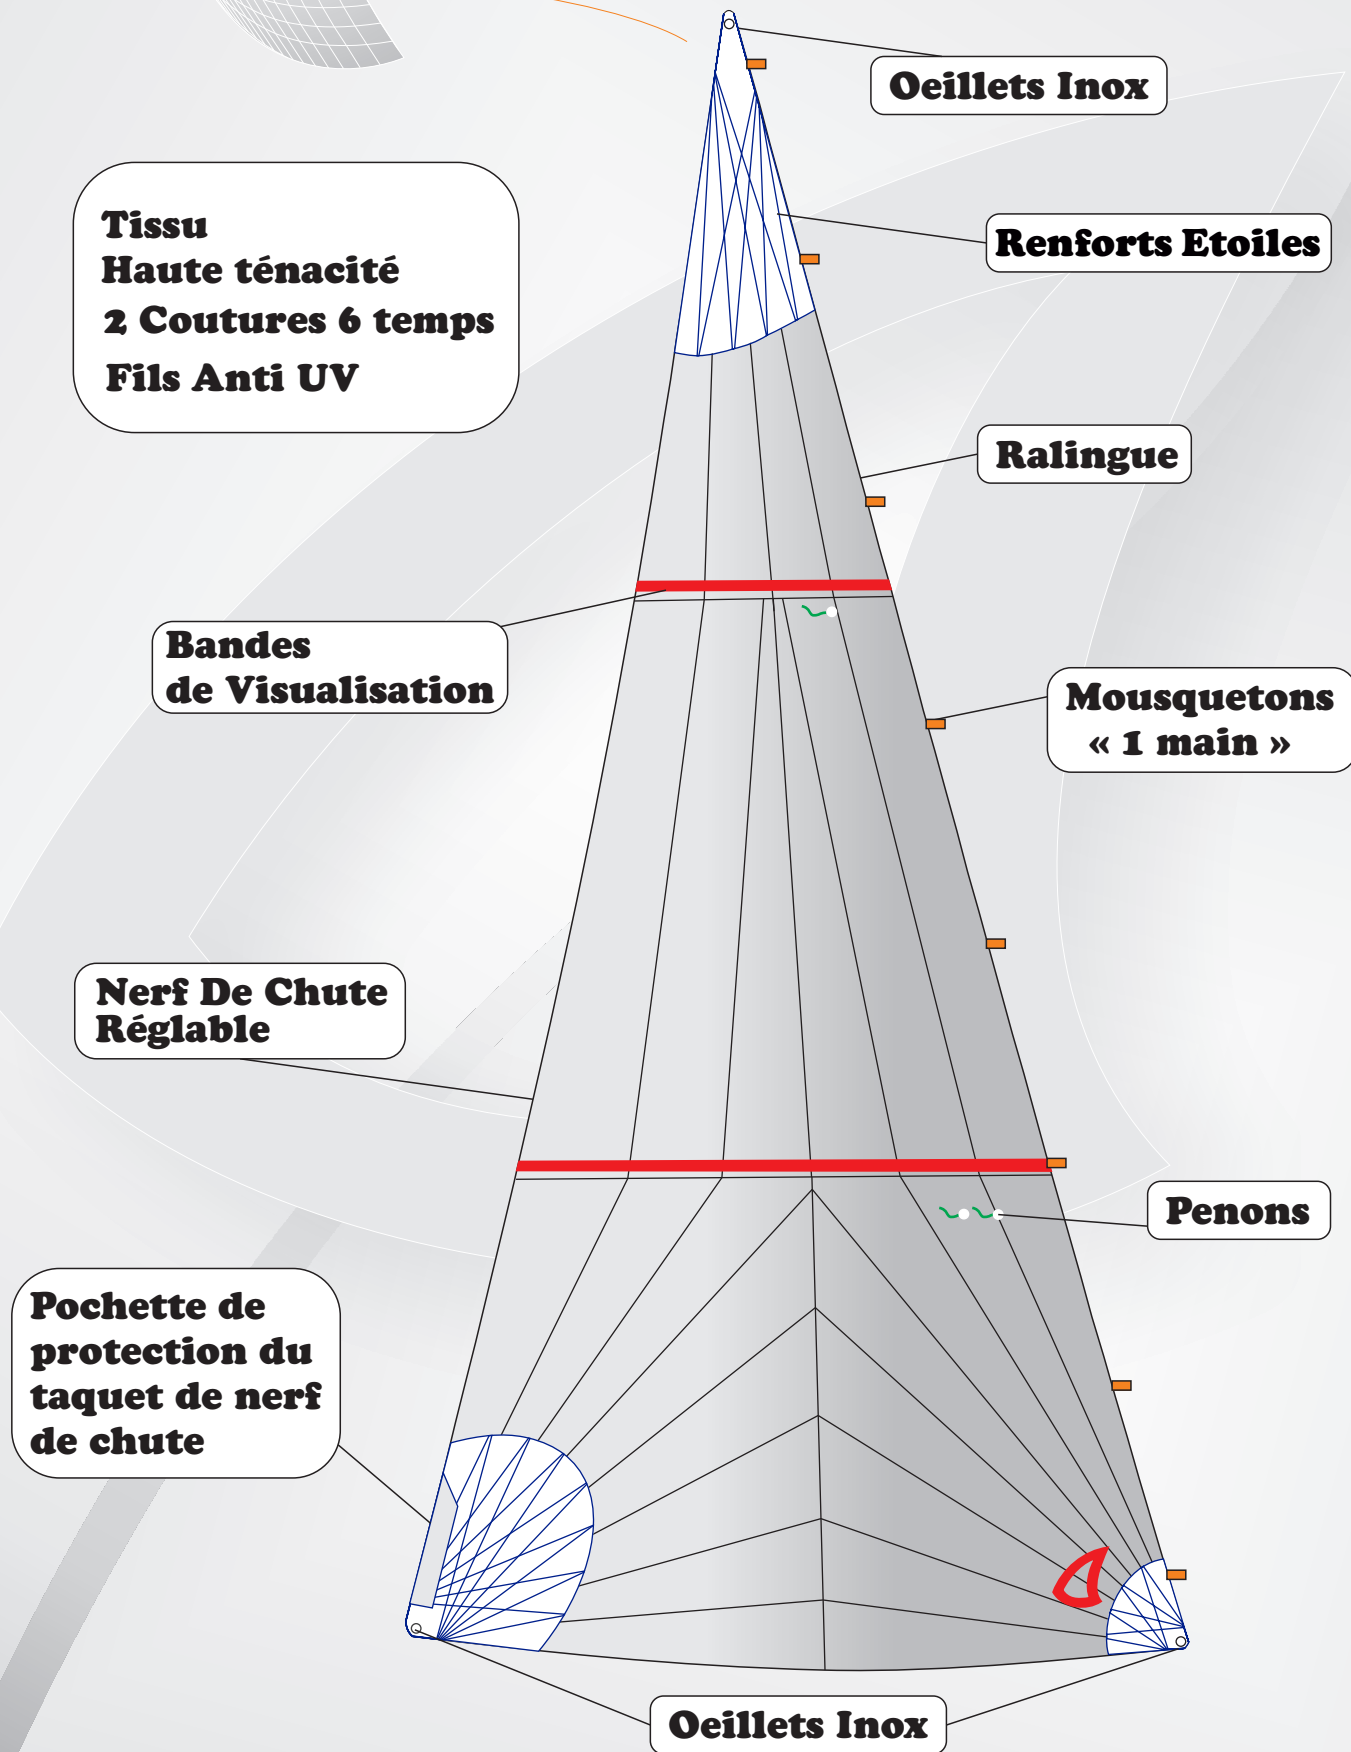 Oeillets Inox
Tissu
Haute ténacité
2 Coutures 6 temps
Fils Anti UV
Renforts Etoiles
Ralingue
Bandes
de Visualisation
Mousquetons
« 1 main »
Nerf De Chute
Réglable
Penons
Pochette de
protection du
taquet de nerf
de chute
Oeillets Inox